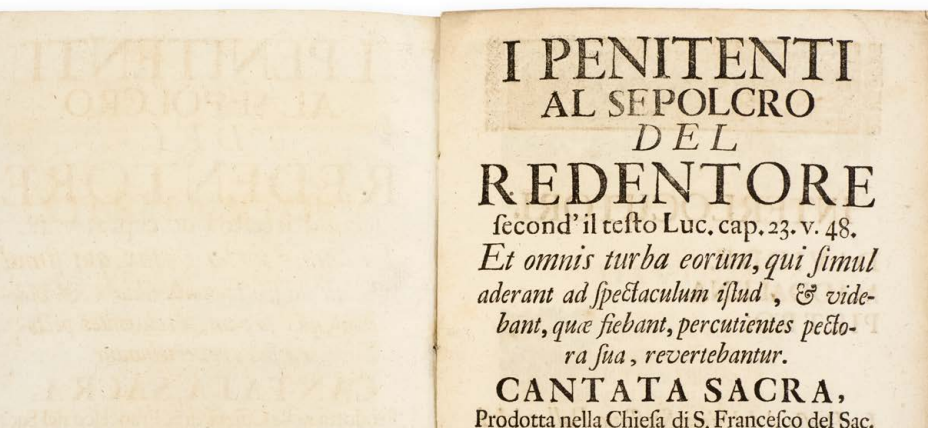 I PENITENTI
AL SEPOLCRO
DEL
REDENTORE
ſecond' il teſto Luc. cap. 23. v. 48.
Et omnis turba eorum, qui ſimul
aderant ad ſpectaculum iſtud , & vide-
bant, quæ fiebant, percutientes pecto-
ra ſua, revertebantur.
CANTATA SACRA,
Prodotta nella Chieſa di S. Franceſco del Sac.